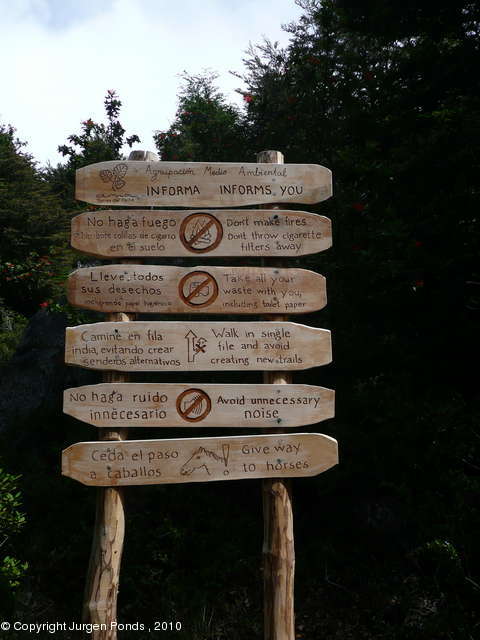 Agrupación Medio Ambiental
INFORMA INFORMS YOU
No haga fuego
No bote colillas de cigarro
en el suelo
Dont make fires
Dont throw cigarette
filters away
Lleve todos
sus desechos
incluyendo papel higiénico
Take all your
waste with you,
including toilet paper
Camine en fila
india, evitando crear
senderos alternativos
Walk in single
file and avoid
creating new trails
No haga ruido
innecesario
Avoid unnecessary
noise
Ceda el paso
a caballos
Give way
to horses
© Copyright Jurgen Ponds , 2010